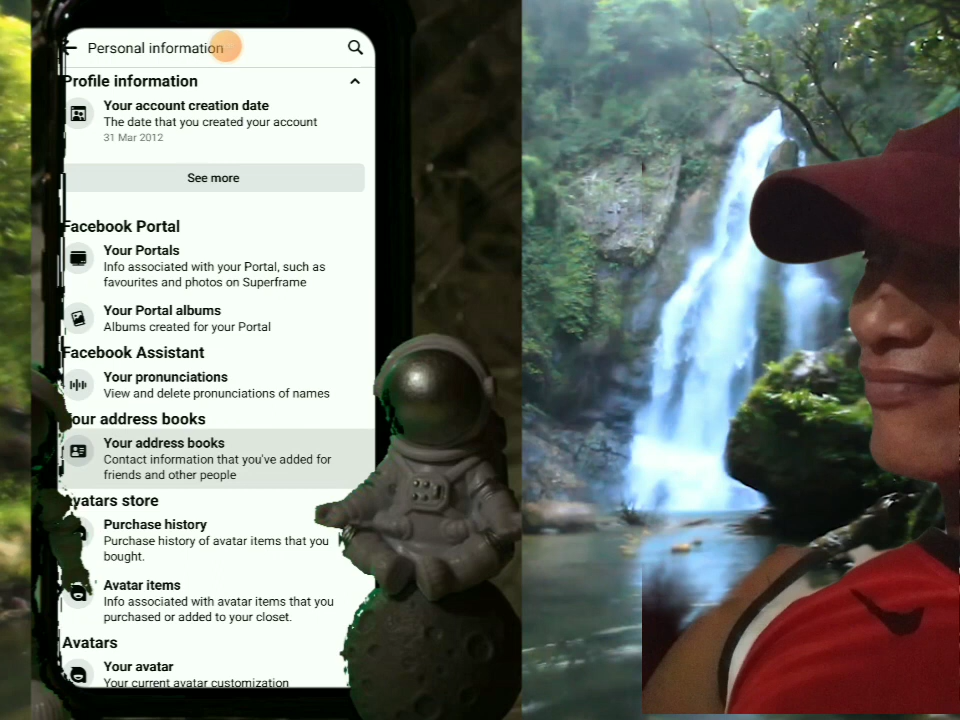 Personal information
Profile information
Your account creation date
The date that you created your account
31 Mar 2012
See more
Facebook Portal
Your Portals
Info associated with your Portal, such as
favourites and photos on Superframe
Your Portal albums
Albums created for your Portal
Facebook Assistant
Your pronunciations
View and delete pronunciations of names
Your address books
Your address books
Contact information that you've added for
friends and other people
Avatars store
Purchase history
Purchase history of avatar items that you
bought.
Avatar items
Info associated with avatar items that you
purchased or added to your closet.
Avatars
Your avatar
Your current avatar customization